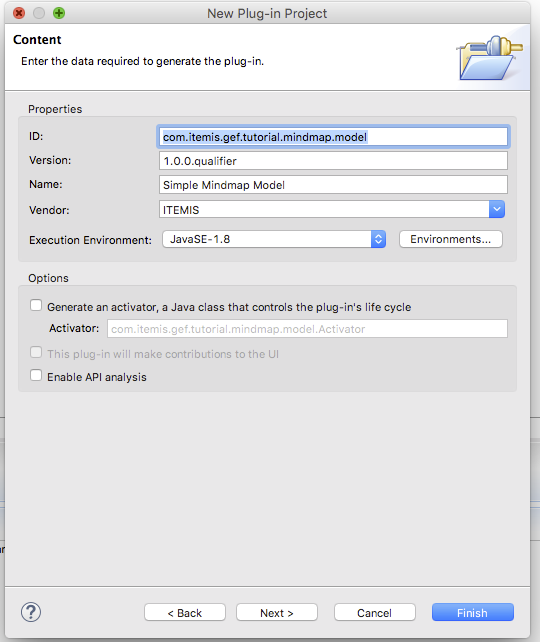 New Plug-in Project
Content
Enter the data required to generate the plug-in.
Properties
ID: com.itemis.gef.tutorial.mindmap.model
Version: 1.0.0.qualifier
Name: Simple Mindmap Model
Vendor: ITEMIS
Execution Environment: JavaSE-1.8 Environments...
Options
Generate an activator, a Java class that controls the plug-in's life cycle
Activator: com.itemis.gef.tutorial.mindmap.model.Activator
This plug-in will make contributions to the UI
Enable API analysis
? < Back Next > Cancel Finish